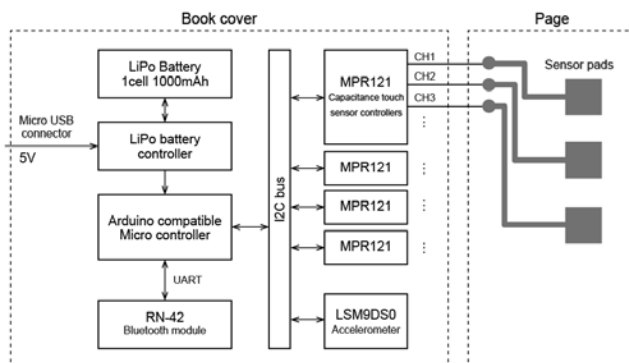 Book cover
Page
LiPo Battery
1cell 1000mAh
Micro USB
connector
5V
LiPo battery
controller
Arduino compatible
Micro controller
UART
RN-42
Bluetooth module
I2C bus
MPR121
Capacitance touch
sensor controllers
CH1
CH2
CH3
⋮
MPR121
⋮
MPR121
⋮
MPR121
⋮
LSM9DS0
Accelerometer
Sensor pads